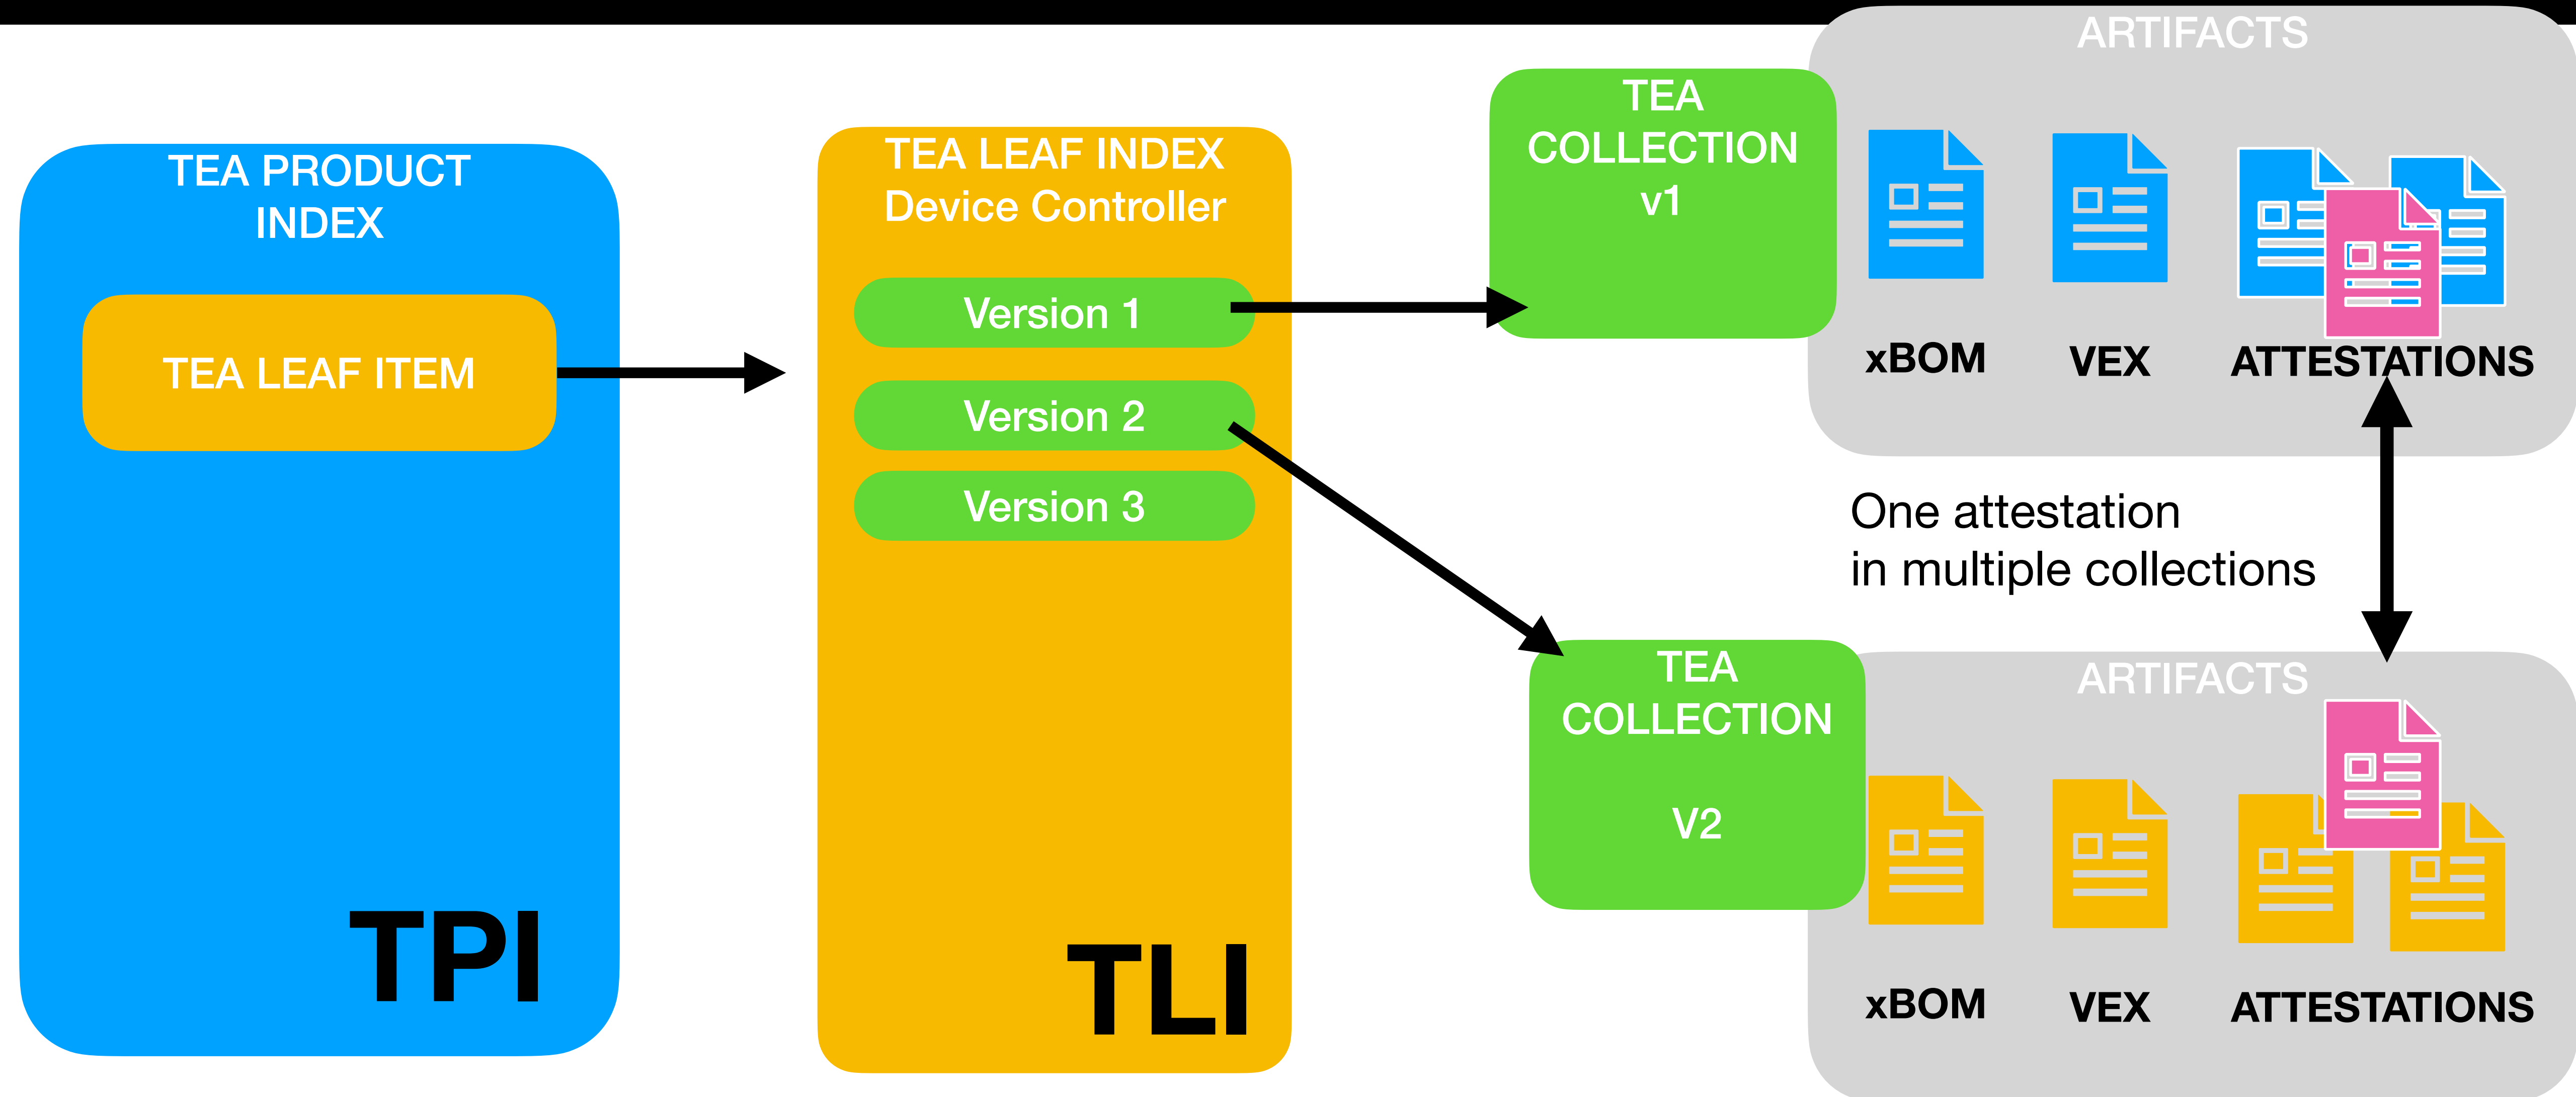 TEA PRODUCT
INDEX
TEA LEAF ITEM
TPI
TEA LEAF INDEX
Device Controller
Version 1
Version 2
Version 3
TLI
TEA
COLLECTION
v1
ARTIFACTS
xBOM
VEX
ATTESTATIONS
One attestation
in multiple collections
TEA
COLLECTION
V2
ARTIFACTS
xBOM
VEX
ATTESTATIONS